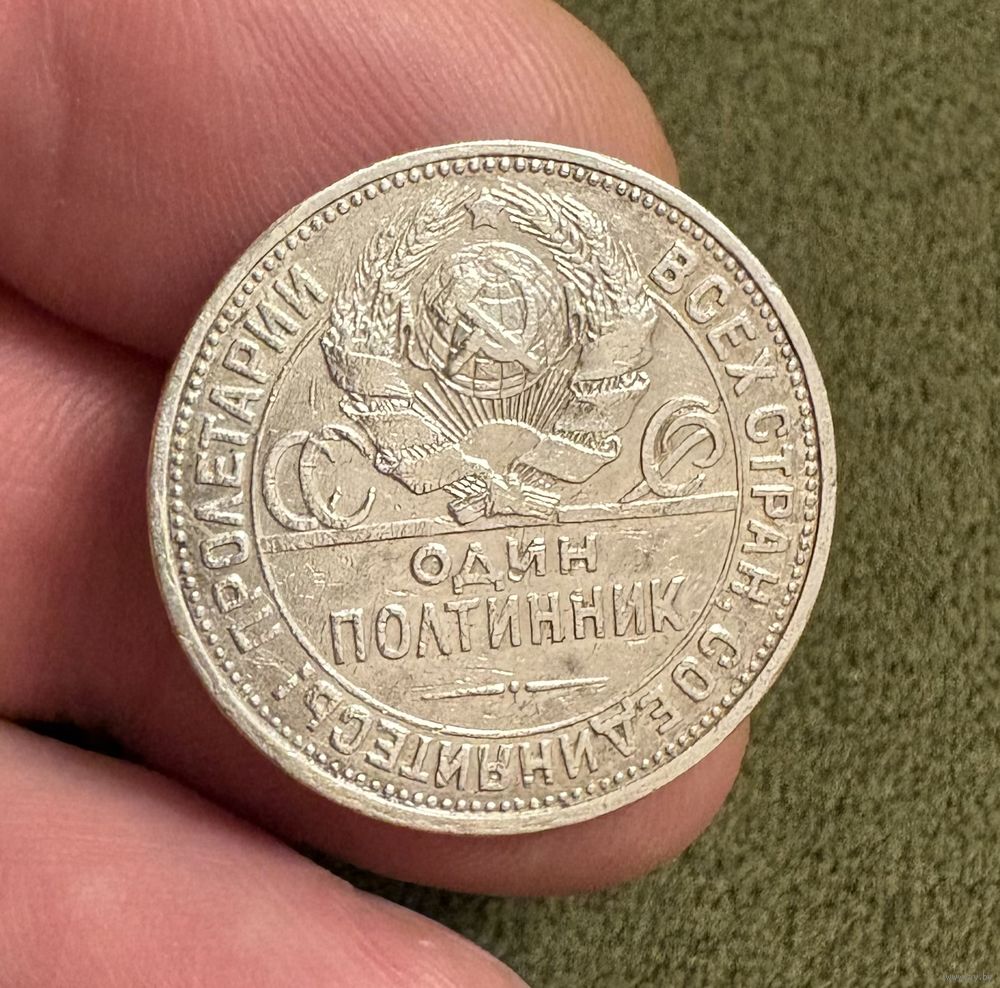 ПРОЛЕТАРИИ ВСЕХ СТРАН, СОЕДИНЯЙТЕСЬ!
СССР
ОДИН
ПОЛТИННИК